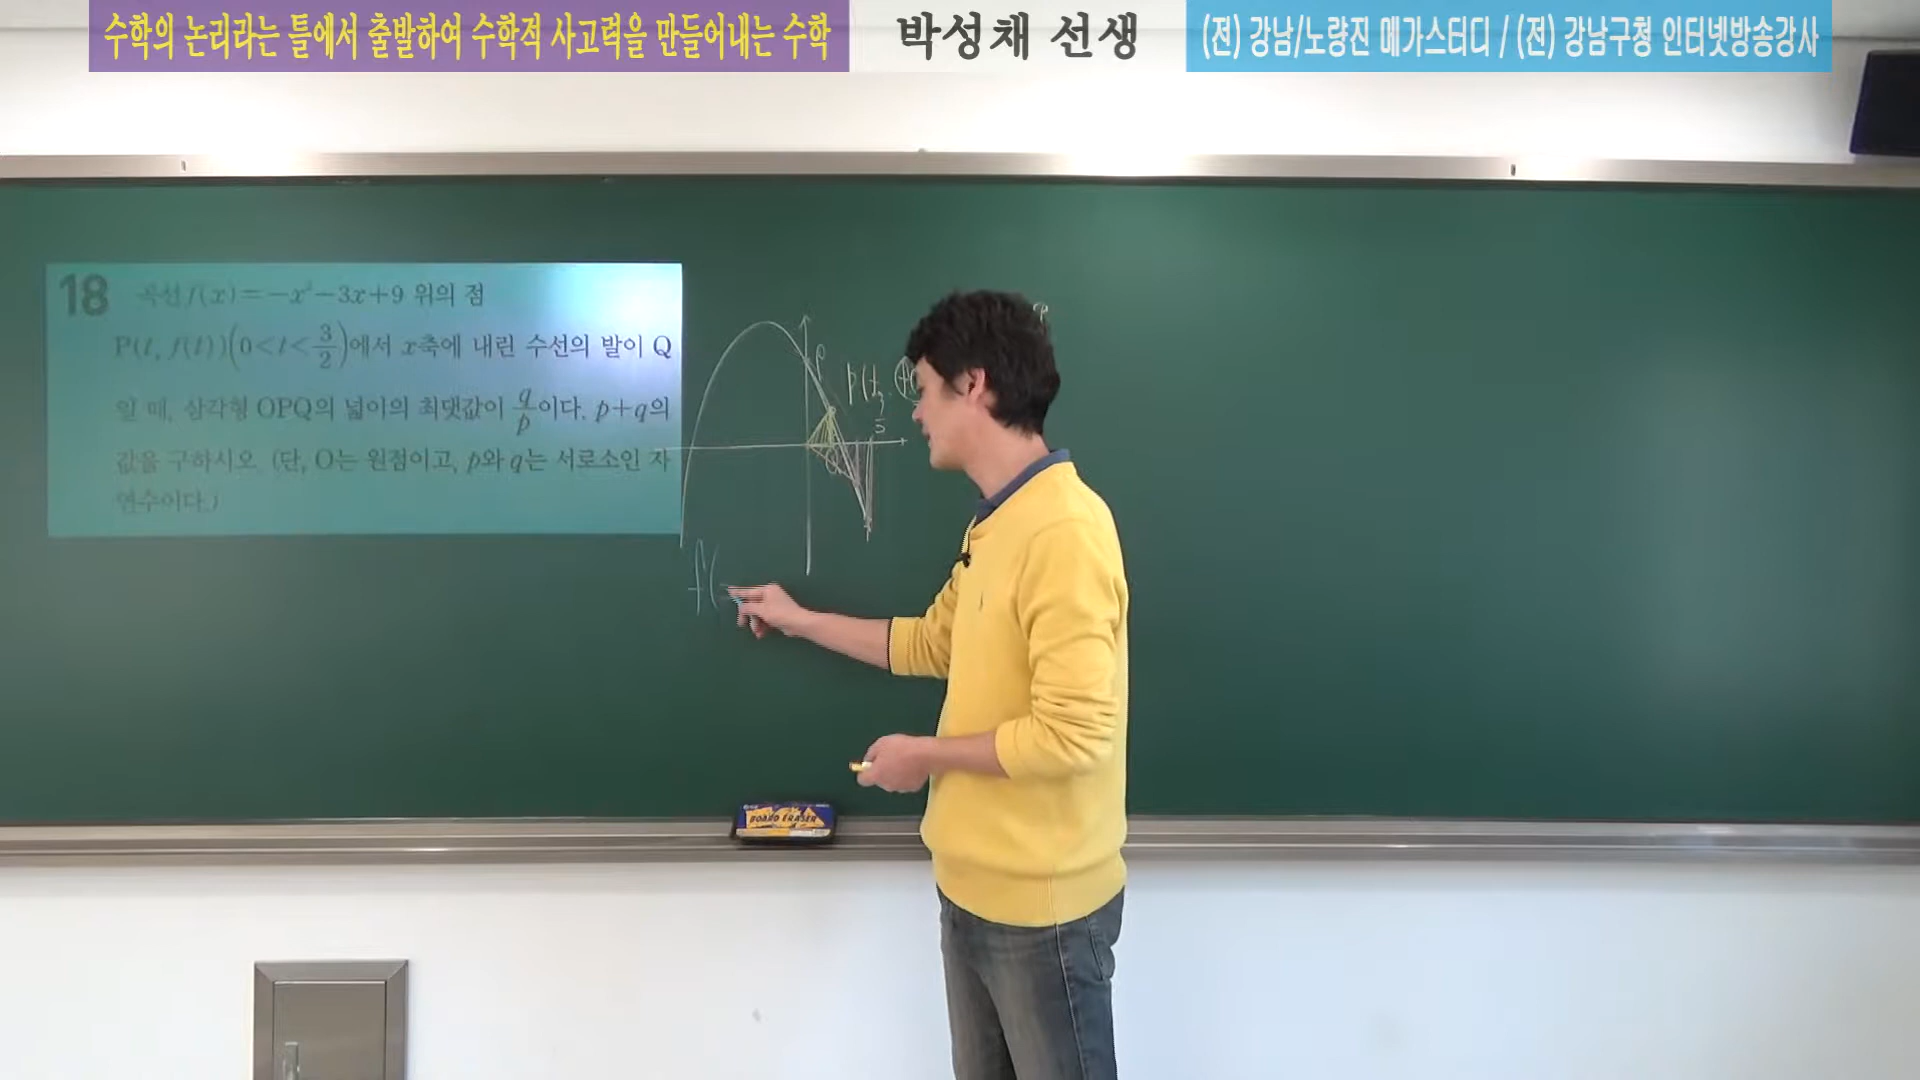 수학의 논리라는 틀에서 출발하여 수학적 사고력을 만들어내는 수학
박성채 선생
(전) 강남/노량진 메가스터디 / (전) 강남구청 인터넷방송강사
18 곡선 f(x)=-x²-3x+9 위의 점
P(t, f(t))(0<t<3/2)에서 x축에 내린 수선의 발이 Q
일 때, 삼각형 OPQ의 넓이의 최댓값이 q/p이다. p+q의
값을 구하시오. (단, O는 원점이고, p와 q는 서로소인 자
연수이다.)
P(t,
Q
f(
BOARD ERASER